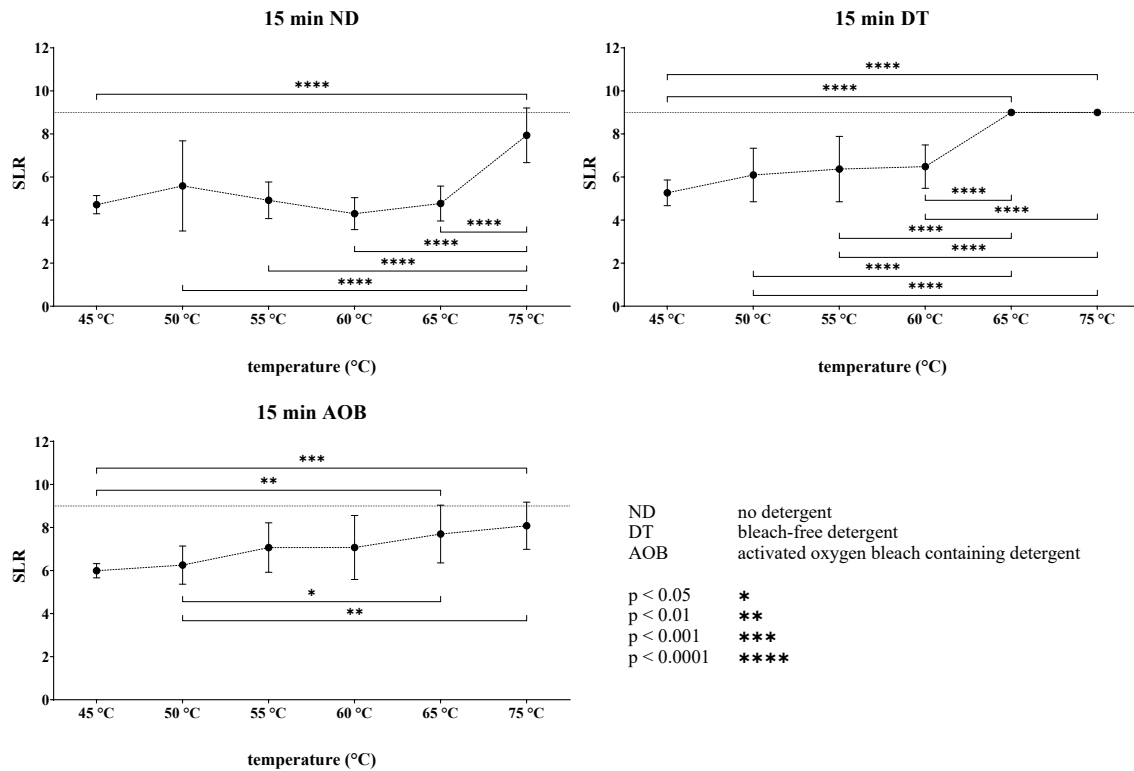 15 min ND
12
10
8
6
4
2
0
SLR
****
****
****
****
****
45 °C 50 °C 55 °C 60 °C 65 °C 75 °C
temperature (°C)
15 min DT
12
10
8
6
4
2
0
SLR
****
****
****
****
****
****
****
****
45 °C 50 °C 55 °C 60 °C 65 °C 75 °C
temperature (°C)
15 min AOB
12
10
8
6
4
2
0
SLR
***
**
*
**
45 °C 50 °C 55 °C 60 °C 65 °C 75 °C
temperature (°C)
ND no detergent
DT bleach-free detergent
AOB activated oxygen bleach containing detergent
p < 0.05 *
p < 0.01 **
p < 0.001 ***
p < 0.0001 ****